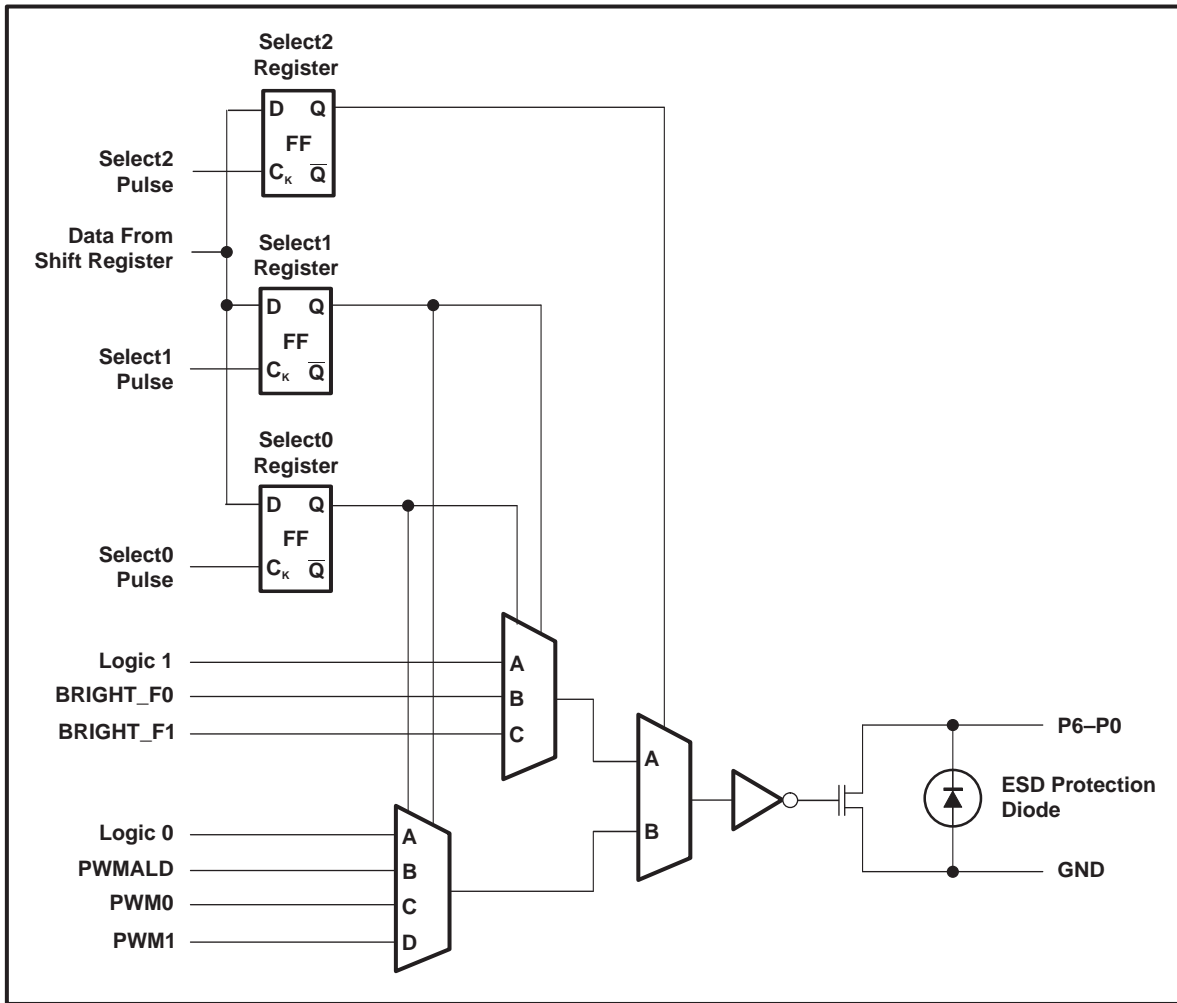 Select2
Register
D Q
FF
CK Q
Select2
Pulse
Data From
Shift Register
Select1
Register
D Q
FF
CK Q
Select1
Pulse
Select0
Register
D Q
FF
CK Q
Select0
Pulse
Logic 1
BRIGHT_F0
BRIGHT_F1
A
B
C
Logic 0
PWMALD
PWM0
PWM1
A
B
C
D
A
B
P6–P0
ESD Protection
Diode
GND